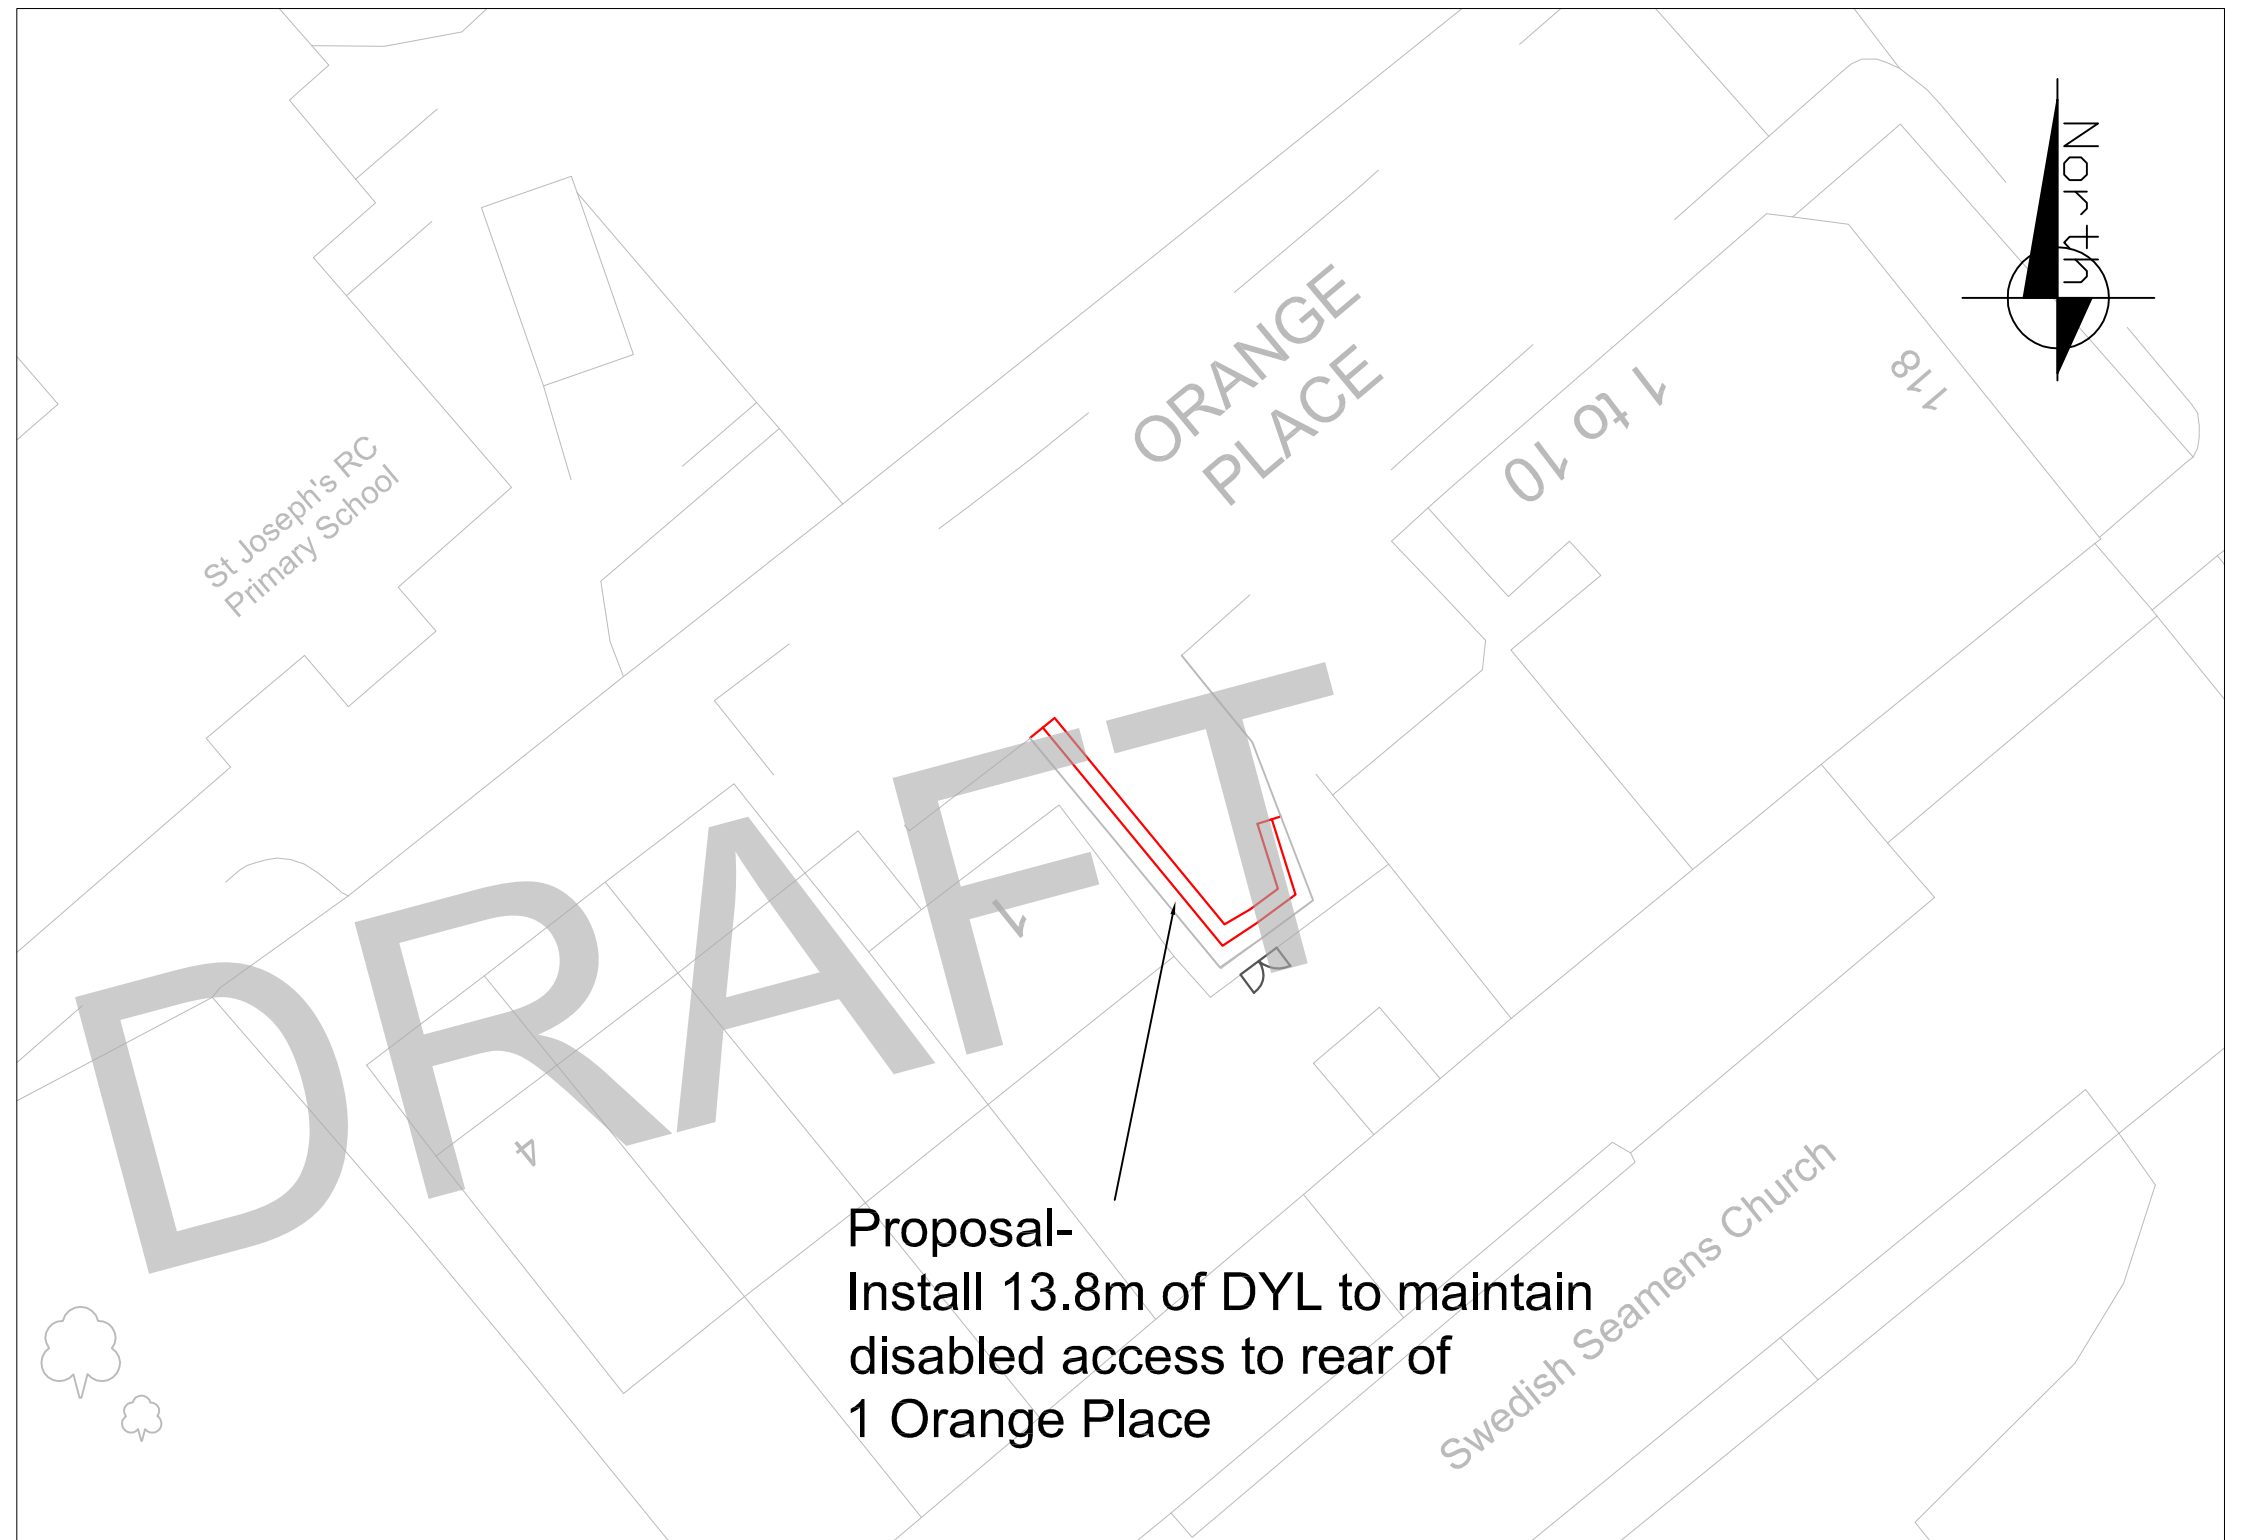 North
ORANGE
PLACE
1 to 10
118
St Joseph's RC
Primary School
DRAFT
1
4
Proposal-
Install 13.8m of DYL to maintain
disabled access to rear of
1 Orange Place
Swedish Seamens Church